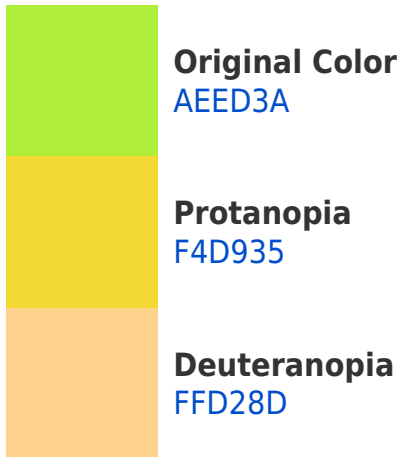 Original Color
AEED3A
Protanopia
F4D935
Deuteranopia
FFD28D